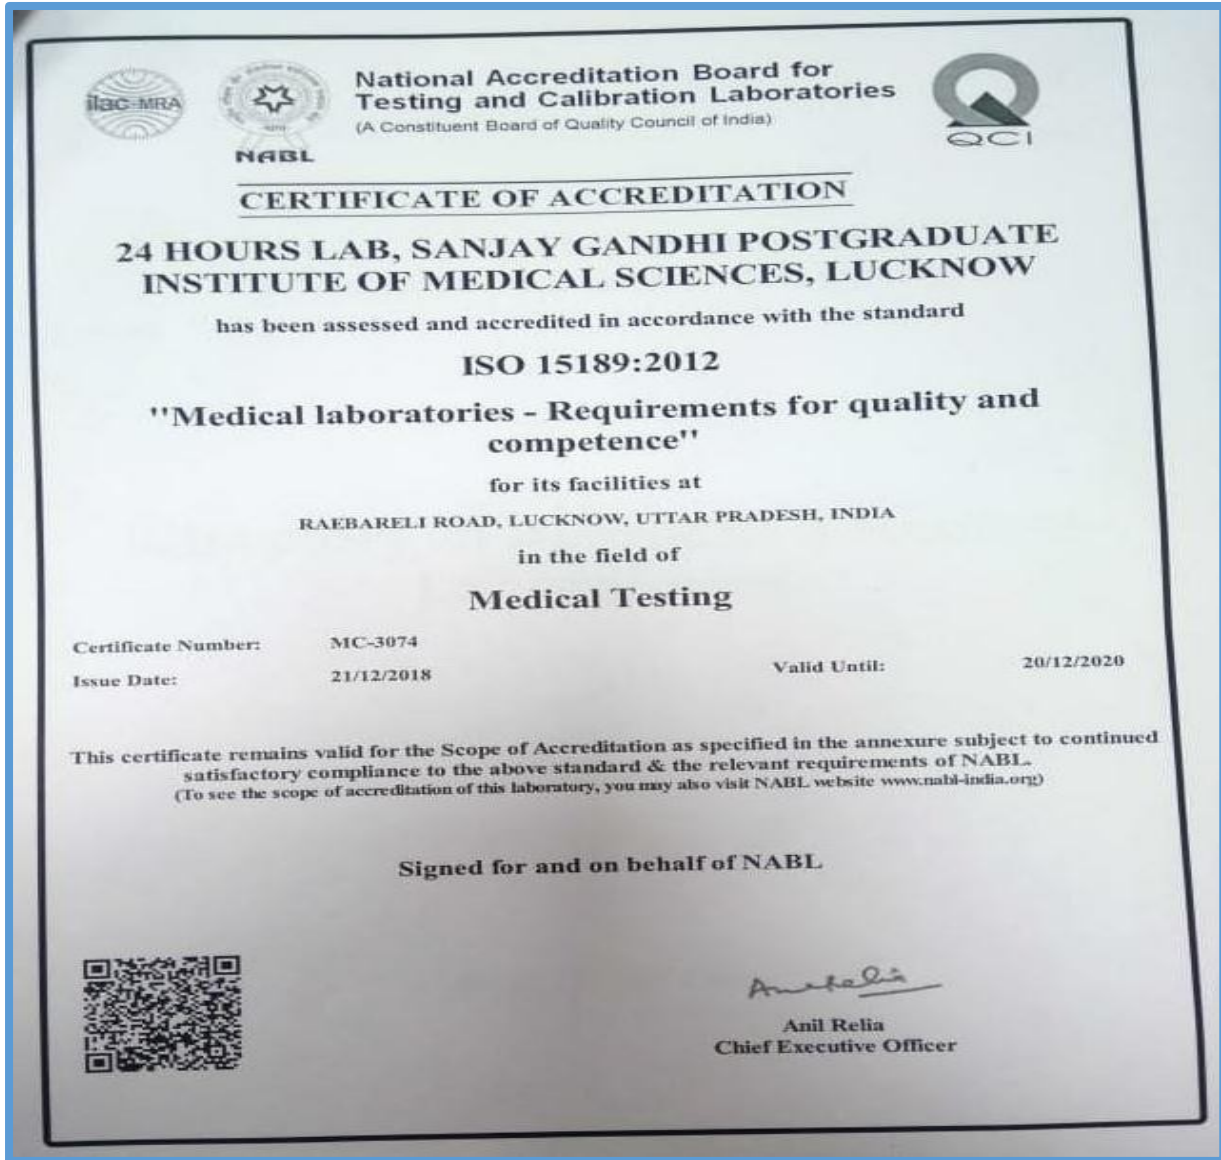 ilac-MRA
NABL
National Accreditation Board for
Testing and Calibration Laboratories
(A Constituent Board of Quality Council of India)
QCI
CERTIFICATE OF ACCREDITATION
24 HOURS LAB, SANJAY GANDHI POSTGRADUATE
INSTITUTE OF MEDICAL SCIENCES, LUCKNOW
has been assessed and accredited in accordance with the standard
ISO 15189:2012
''Medical laboratories - Requirements for quality and
competence''
for its facilities at
RAEBARELI ROAD, LUCKNOW, UTTAR PRADESH, INDIA
in the field of
Medical Testing
Certificate Number: MC-3074
Issue Date: 21/12/2018 Valid Until: 20/12/2020
This certificate remains valid for the Scope of Accreditation as specified in the annexure subject to continued
satisfactory compliance to the above standard & the relevant requirements of NABL.
(To see the scope of accreditation of this laboratory, you may also visit NABL website www.nabl-india.org)
Signed for and on behalf of NABL
Anil Relia
Chief Executive Officer